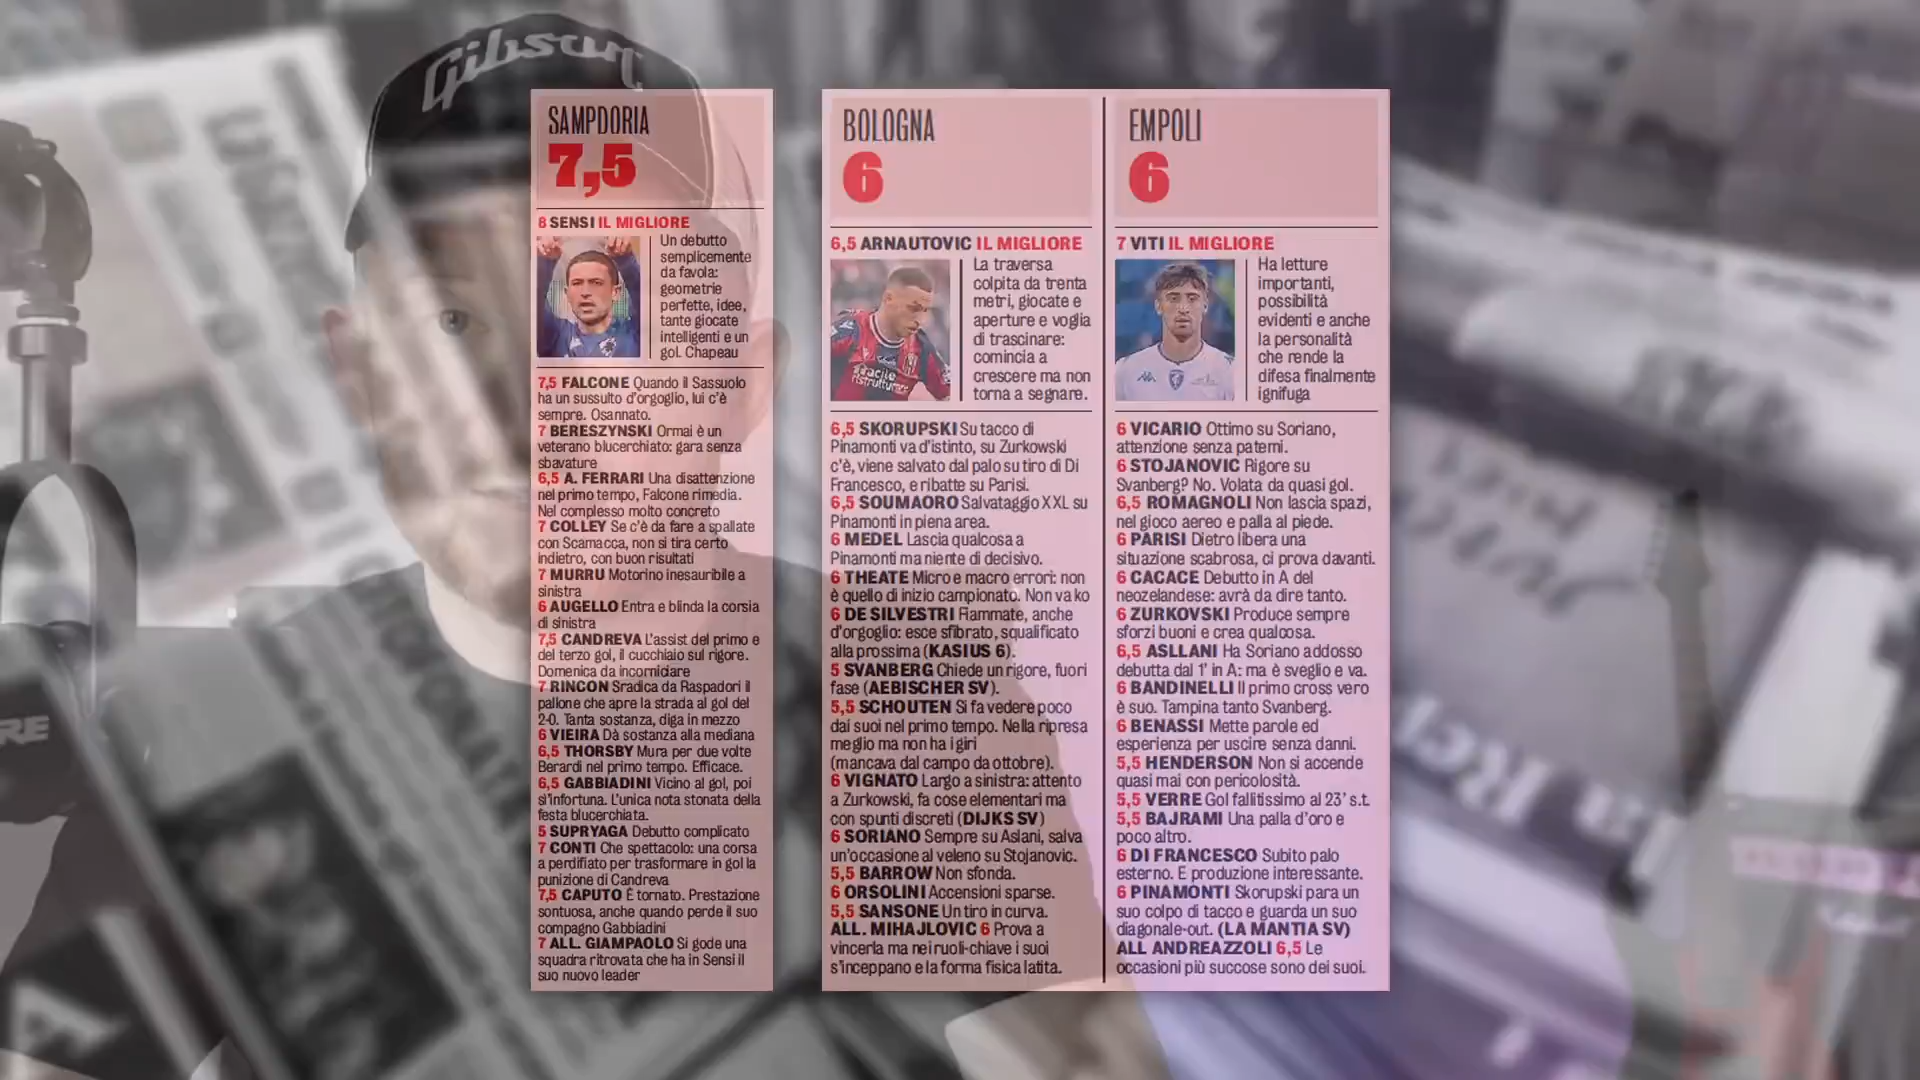 Gibson
SAMPDORIA
7,5
8 SENSI IL MIGLIORE
Un debutto
semplicemente
da favola:
geometrie
perfette, idee,
tante giocate
intelligenti e un
gol. Chapeau
7,5 FALCONE Quando il Sassuolo
ha un sussulto d'orgoglio, lui c'è
sempre. Osannato.
7 BERESZYNSKI Ormai è un
veterano blucerchiato: gara senza
sbavature
6,5 A. FERRARI Una disattenzione
nel primo tempo, Falcone rimedia.
Nel complesso molto concreto
7 COLLEY Se c'è da fare a spallate
con Scamacca, non si tira certo
indietro, con buon risultati
7 MURRU Motorino inesauribile a
sinistra
6 AUGELLO Entra e blinda la corsia
di sinistra
7,5 CANDREVA L'assist del primo e
del terzo gol, il cucchiaio sul rigore.
Domenica da incorniciare
7 RINCON Sradica da Raspadori il
pallone che apre la strada al gol del
2-0. Tanta sostanza, diga in mezzo
6 VIEIRA Dà sostanza alla mediana
6,5 THORSBY Mura per due volte
Berardi nel primo tempo. Efficace.
6,5 GABBIADINI Vicino al gol, poi
si'infortuna. L'unica nota stonata della
festa blucerchiata.
5 SUPRYAGA Debutto complicato
7 CONTI Che spettacolo: una corsa
a perdifiato per trasformare in gol la
punizione di Candreva
7,5 CAPUTO È tornato. Prestazione
sontuosa, anche quando perde il suo
compagno Gabbiadini
7 ALL. GIAMPAOLO Si gode una
squadra ritrovata che ha in Sensi il
suo nuovo leader
BOLOGNA
6
6,5 ARNAUTOVIC IL MIGLIORE
La traversa
colpita da trenta
metri, giocate e
aperture e voglia
di trascinare:
comincia a
crescere ma non
torna a segnare.
6,5 SKORUPSKI Su tacco di
Pinamonti va d'istinto, su Zurkowski
c'è, viene salvato dal palo su tiro di Di
Francesco, e ribatte su Parisi.
6,5 SOUMAORO Salvataggio XXL su
Pinamonti in piena area.
6 MEDEL Lascia qualcosa a
Pinamonti ma niente di decisivo.
6 THEATE Micro e macro errori: non
è quello di inizio campionato. Non va ko
6 DE SILVESTRI Fiammate, anche
d'orgoglio: esce sfibrato, squalificato
alla prossima (KASIUS 6).
5 SVANBERG Chiede un rigore, fuori
fase (AEBISCHER SV).
5,5 SCHOUTEN Si fa vedere poco
dai suoi nel primo tempo. Nella ripresa
meglio ma non ha i giri
(mancava dal campo da ottobre).
6 VIGNATO Largo a sinistra: attento
a Zurkowski, fa cose elementari ma
con spunti discreti (DIJKS SV)
6 SORIANO Sempre su Aslani, salva
un'occasione al veleno su Stojanovic.
5,5 BARROW Non sfonda.
6 ORSOLINI Accensioni sparse.
5,5 SANSONE Un tiro in curva.
ALL. MIHAJLOVIC 6 Prova a
vincerla ma nei ruoli-chiave i suoi
s'inceppano e la forma fisica latita.
EMPOLI
6
7 VITI IL MIGLIORE
Ha letture
importanti,
possibilità
evidenti e anche
la personalità
che rende la
difesa finalmente
ignifuga
6 VICARIO Ottimo su Soriano,
attenzione senza patemi.
6 STOJANOVIC Rigore su
Svanberg? No. Volata da quasi gol.
6,5 ROMAGNOLI Non lascia spazi,
nel gioco aereo e palla al piede.
6 PARISI Dietro libera una
situazione scabrosa, ci prova davanti.
6 CACACE Debutto in A del
neozelandese: avrà da dire tanto.
6 ZURKOVSKI Produce sempre
sforzi buoni e crea qualcosa.
6,5 ASLLANI Ha Soriano addosso
debutta dal 1' in A: ma è sveglio e va.
6 BANDINELLI Il primo cross vero
è suo. Tampina tanto Svanberg.
6 BENASSI Mette parole ed
esperienza per uscire senza danni.
5,5 HENDERSON Non si accende
quasi mai con pericolosità.
5,5 VERRE Gol fallitissimo al 23' s.t.
5,5 BAJRAMI Una palla d'oro e
poco altro.
6 DI FRANCESCO Subito palo
esterno. E produzione interessante.
6 PINAMONTI Skorupski para un
suo colpo di tacco e guarda un suo
diagonale-out. (LA MANTIA SV)
ALL ANDREAZZOLI 6,5 Le
occasioni più succose sono dei suoi.